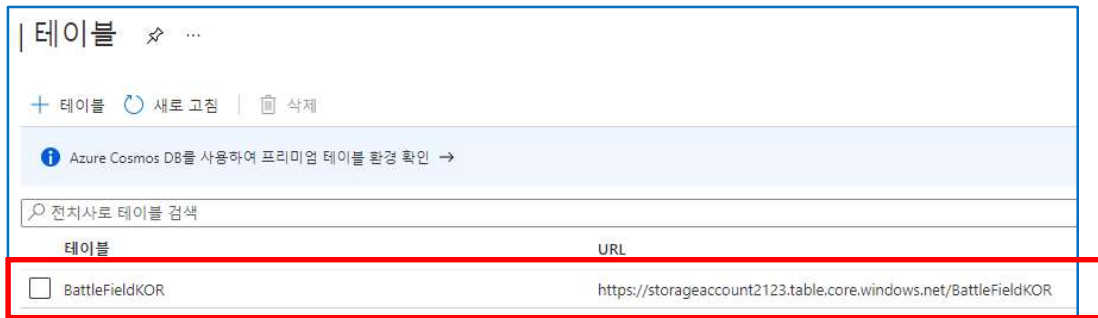 | 테이블 ...
+ 테이블 새로 고침 | 삭제
Azure Cosmos DB를 사용하여 프리미엄 테이블 환경 확인 →
전치사로 테이블 검색
테이블 URL
BattleFieldKOR https://storageaccount2123.table.core.windows.net/BattleFieldKOR